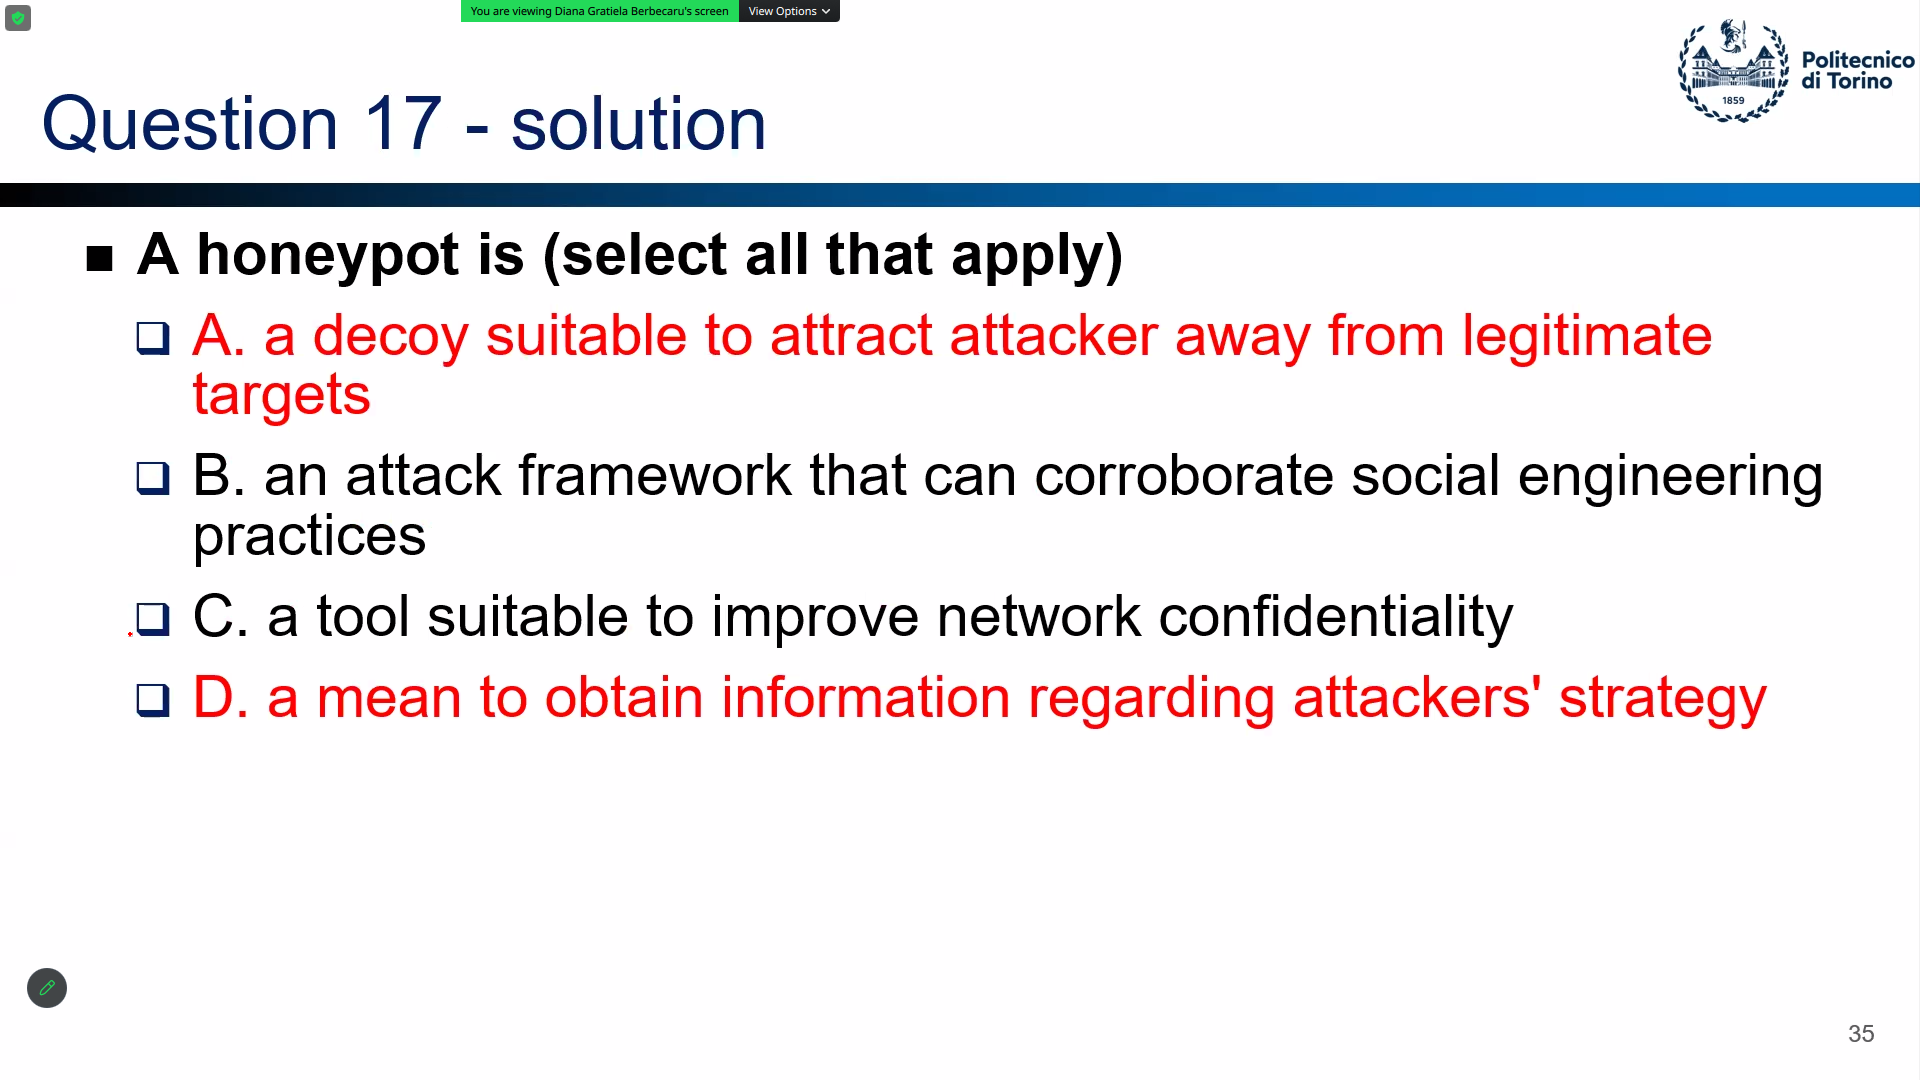 You are viewing Diana Gratiela Berbecaru's screen View Options
Politecnico
di Torino
1859
Question 17 - solution
A honeypot is (select all that apply)
A. a decoy suitable to attract attacker away from legitimate
targets
B. an attack framework that can corroborate social engineering
practices
C. a tool suitable to improve network confidentiality
D. a mean to obtain information regarding attackers' strategy
35